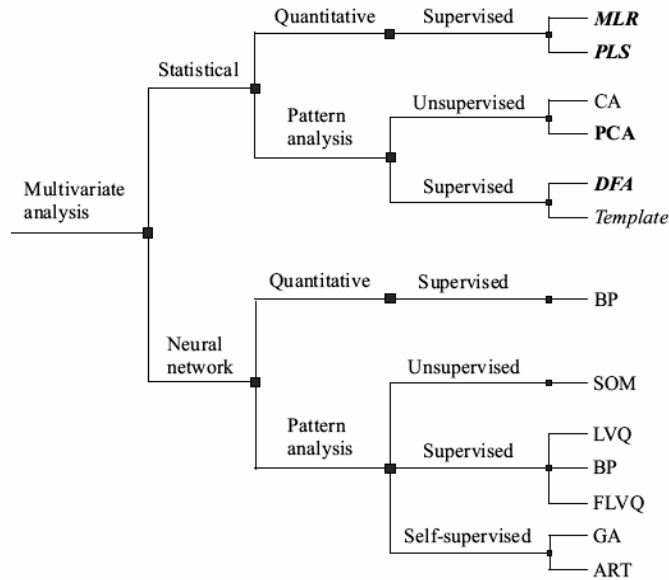 Quantitative
Supervised
MLR
PLS
Statistical
Pattern
analysis
Unsupervised
CA
PCA
Supervised
DFA
Template
Multivariate
analysis
Quantitative
Supervised
BP
Neural
network
Unsupervised
SOM
Pattern
analysis
Supervised
LVQ
BP
FLVQ
Self-supervised
GA
ART